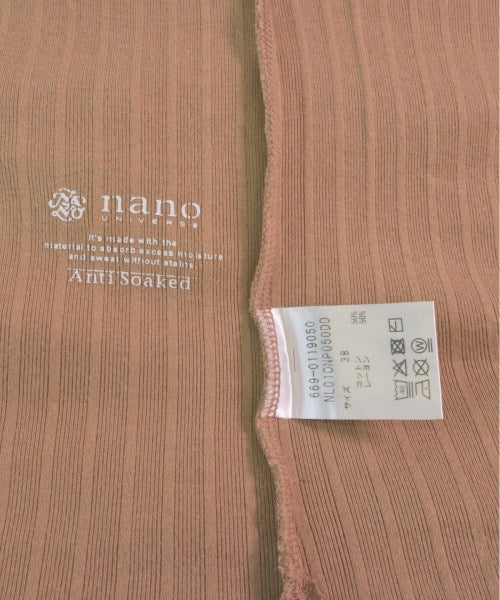 nano
UNIVERSE
it's made with the
material to absorb excess moisture
and sweat without stains.
Anti Soaked
669-0119050
NL010NP050DD
サイズ 38
コットン 50%
レーヨン 50%
40
W